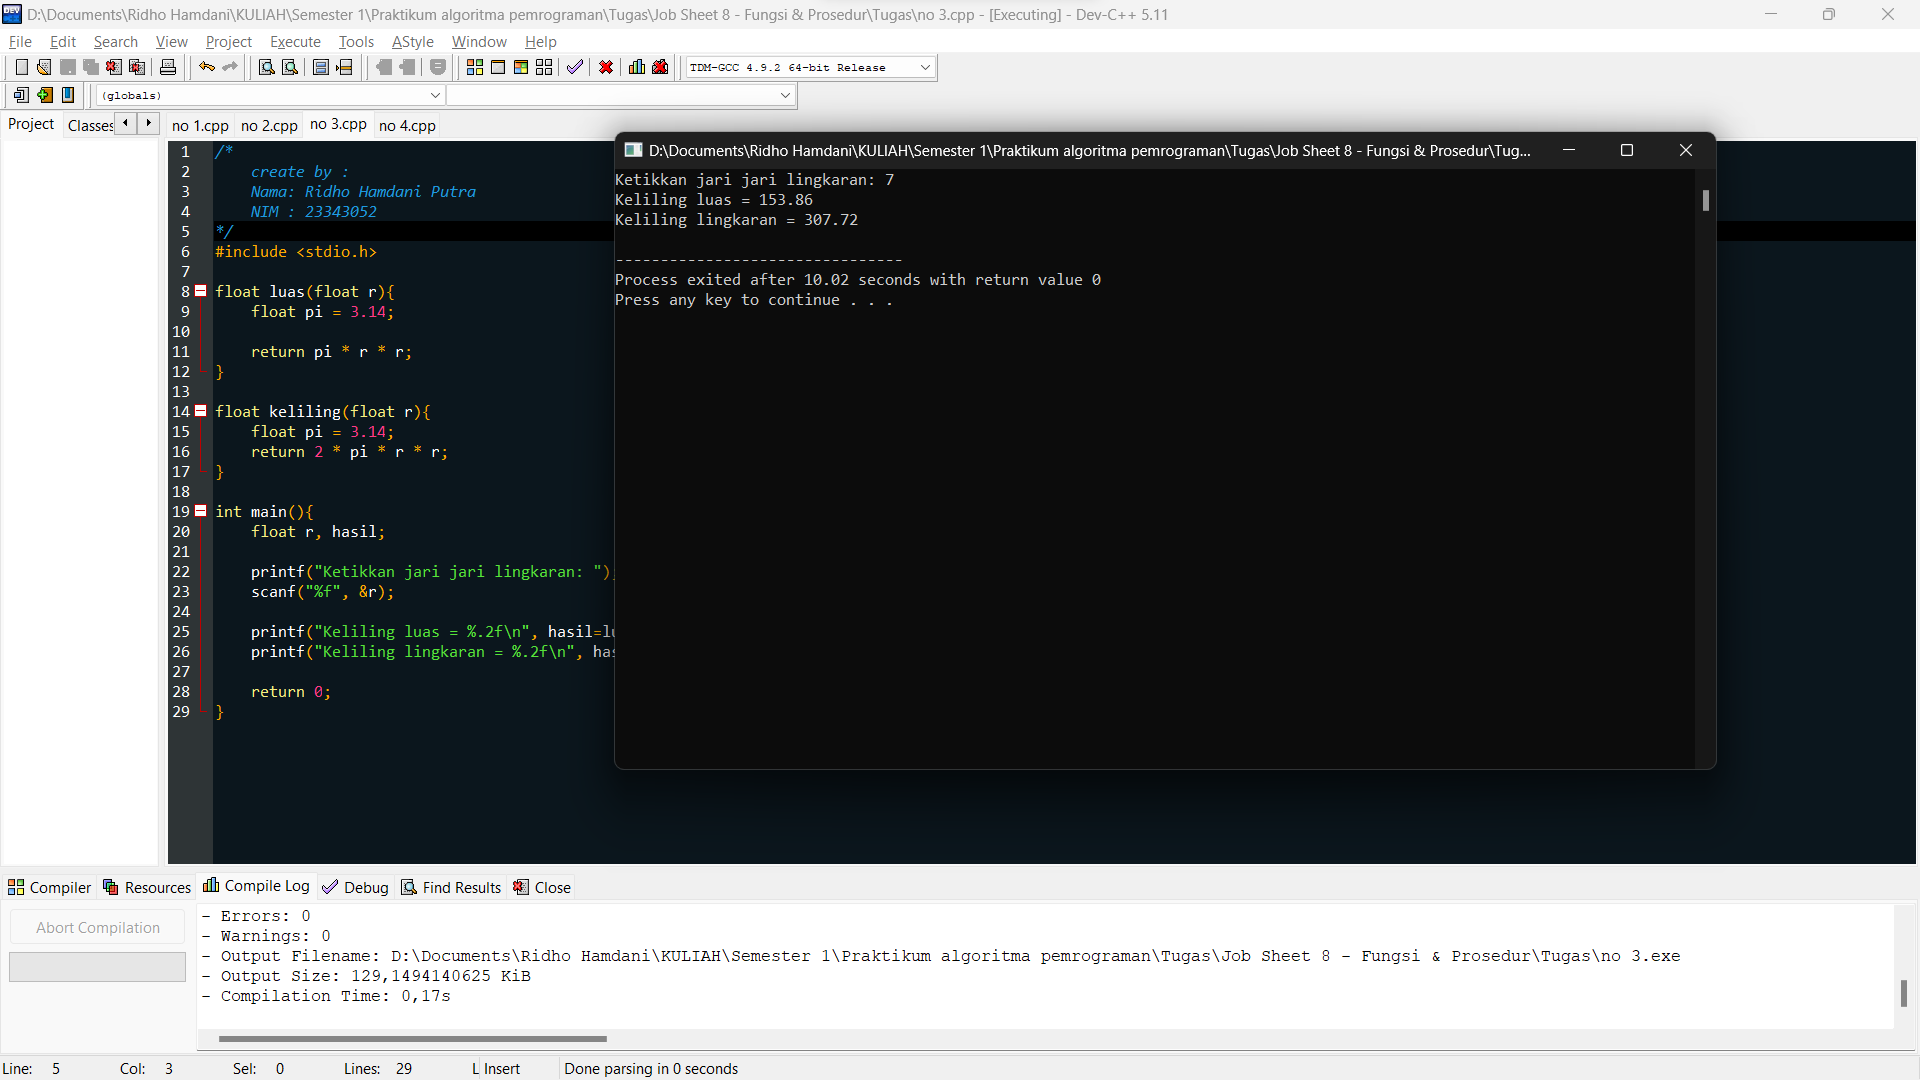 D:\Documents\Ridho Hamdani\KULIAH\Semester 1\Praktikum algoritma pemrograman\Tugas\Job Sheet 8 - Fungsi & Prosedur\Tugas\no 3.cpp - [Executing] - Dev-C++ 5.11
File Edit Search View Project Execute Tools AStyle Window Help
TDM-GCC 4.9.2 64-bit Release
(globals)
Project Classes no 1.cpp no 2.cpp no 3.cpp no 4.cpp
1 /*
2 create by :
3 Nama: Ridho Hamdani Putra
4 NIM : 23343052
5 */
6 #include <stdio.h>
7
8 float luas(float r){
9 float pi = 3.14;
10
11 return pi * r * r;
12 }
13
14 float keliling(float r){
15 float pi = 3.14;
16 return 2 * pi * r * r;
17 }
18
19 int main(){
20 float r, hasil;
21
22 printf("Ketikkan jari jari lingkaran: ");
23 scanf("%f", &r);
24
25 printf("Keliling luas = %.2f\n", hasil=lu
26 printf("Keliling lingkaran = %.2f\n", has
27
28 return 0;
29 }
D:\Documents\Ridho Hamdani\KULIAH\Semester 1\Praktikum algoritma pemrograman\Tugas\Job Sheet 8 - Fungsi & Prosedur\Tug...
Ketikkan jari jari lingkaran: 7
Keliling luas = 153.86
Keliling lingkaran = 307.72
--------------------------------
Process exited after 10.02 seconds with return value 0
Press any key to continue . . .
Compiler Resources Compile Log Debug Find Results Close
Abort Compilation
- Errors: 0
- Warnings: 0
- Output Filename: D:\Documents\Ridho Hamdani\KULIAH\Semester 1\Praktikum algoritma pemrograman\Tugas\Job Sheet 8 - Fungsi & Prosedur\Tugas\no 3.exe
- Output Size: 129,1494140625 KiB
- Compilation Time: 0,17s
Line: 5 Col: 3 Sel: 0 Lines: 29 L Insert Done parsing in 0 seconds